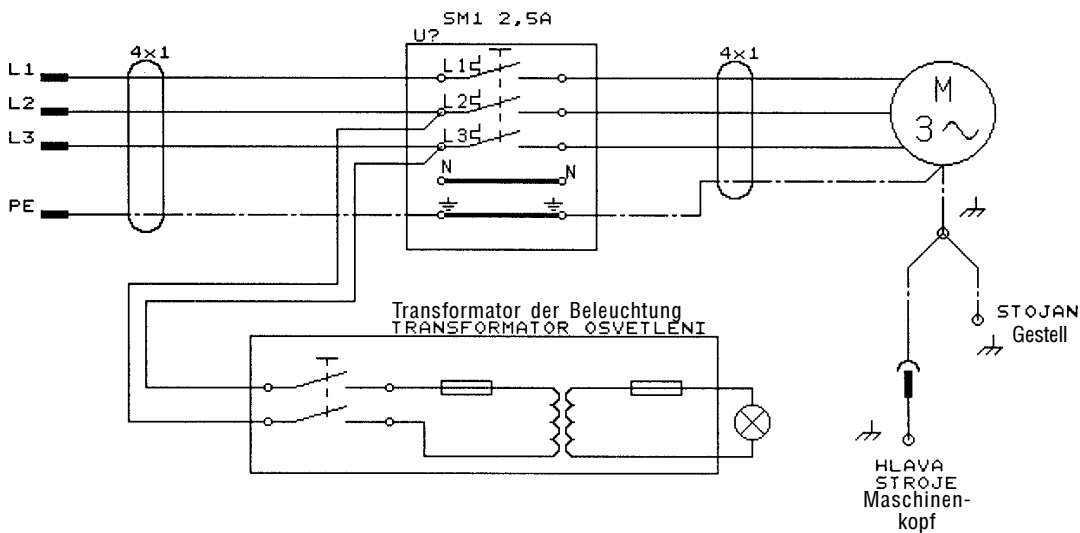 SM1 2,5A
U?
4x1
4x1
L1
L1
L2
L2
L3
L3
N
N
PE
M
3
Transformator der Beleuchtung
TRANSFORMATOR OSVETLENI
STOJAN
Gestell
HLAVA
STROJE
Maschinen-
kopf